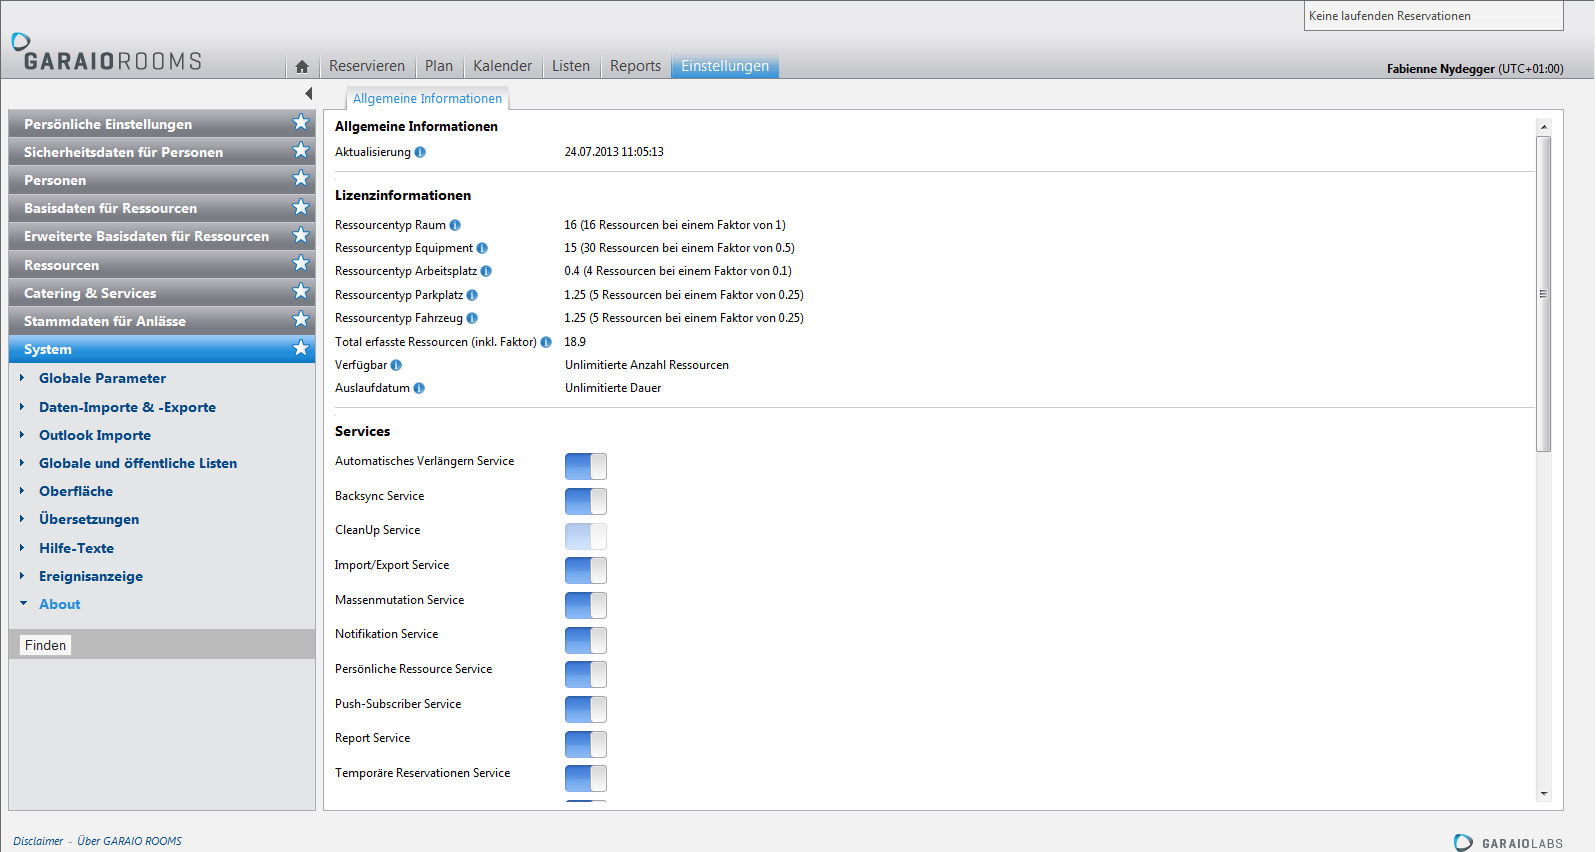 Keine laufenden Reservationen
GARAIOROOMS
Reservieren Plan Kalender Listen Reports Einstellungen
Fabienne Nydegger (UTC+01:00)
Allgemeine Informationen
Persönliche Einstellungen
Sicherheitsdaten für Personen
Personen
Basisdaten für Ressourcen
Erweiterte Basisdaten für Ressourcen
Ressourcen
Catering & Services
Stammdaten für Anlässe
System
Globale Parameter
Daten-Importe & -Exporte
Outlook Importe
Globale und öffentliche Listen
Oberfläche
Übersetzungen
Hilfe-Texte
Ereignisanzeige
About
Finden
Allgemeine Informationen
Aktualisierung 24.07.2013 11:05:13
Lizenzinformationen
Ressourcentyp Raum 16 (16 Ressourcen bei einem Faktor von 1)
Ressourcentyp Equipment 15 (30 Ressourcen bei einem Faktor von 0.5)
Ressourcentyp Arbeitsplatz 0.4 (4 Ressourcen bei einem Faktor von 0.1)
Ressourcentyp Parkplatz 1.25 (5 Ressourcen bei einem Faktor von 0.25)
Ressourcentyp Fahrzeug 1.25 (5 Ressourcen bei einem Faktor von 0.25)
Total erfasste Ressourcen (inkl. Faktor) 18.9
Verfügbar Unlimitierte Anzahl Ressourcen
Auslaufdatum Unlimitierte Dauer
Services
Automatisches Verlängern Service
Backsync Service
CleanUp Service
Import/Export Service
Massenmutation Service
Notifikation Service
Persönliche Ressource Service
Push-Subscriber Service
Report Service
Temporäre Reservationen Service
Disclaimer - Über GARAIO ROOMS
GARAIOLABS